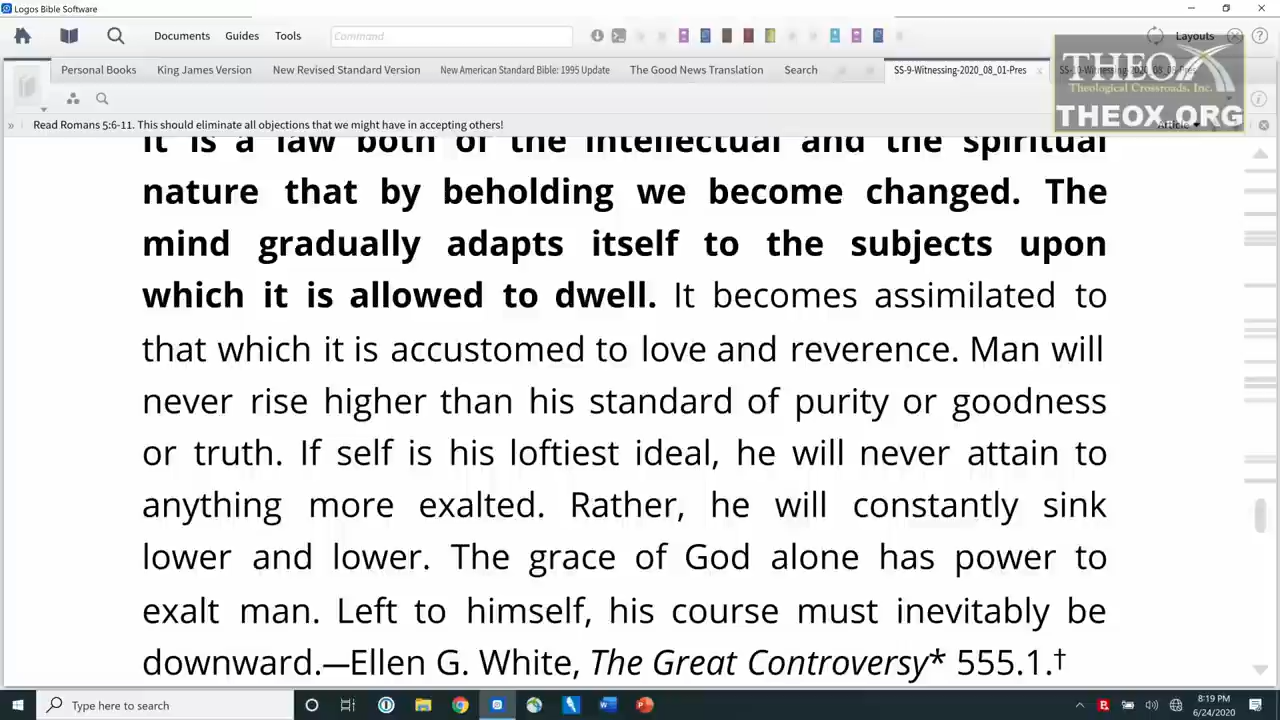 Logos Bible Software
Documents Guides Tools Command Layouts
Personal Books King James Version New Revised Stan New American Standard Bible: 1995 Update The Good News Translation Search SS-9-Witnessing-2020_08_01-Pres
THEOX
Theological Crossroads, Inc.
THEOX.ORG
» Read Romans 5:6-11. This should eliminate all objections that we might have in accepting others!
It is a law both of the intellectual and the spiritual
nature that by beholding we become changed. The
mind gradually adapts itself to the subjects upon
which it is allowed to dwell. It becomes assimilated to
that which it is accustomed to love and reverence. Man will
never rise higher than his standard of purity or goodness
or truth. If self is his loftiest ideal, he will never attain to
anything more exalted. Rather, he will constantly sink
lower and lower. The grace of God alone has power to
exalt man. Left to himself, his course must inevitably be
downward.—Ellen G. White, The Great Controversy* 555.1.†
Type here to search
8:19 PM
6/24/2020